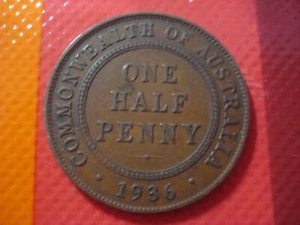 COMMONWEALTH OF AUSTRALIA
ONE
HALF
PENNY
1936